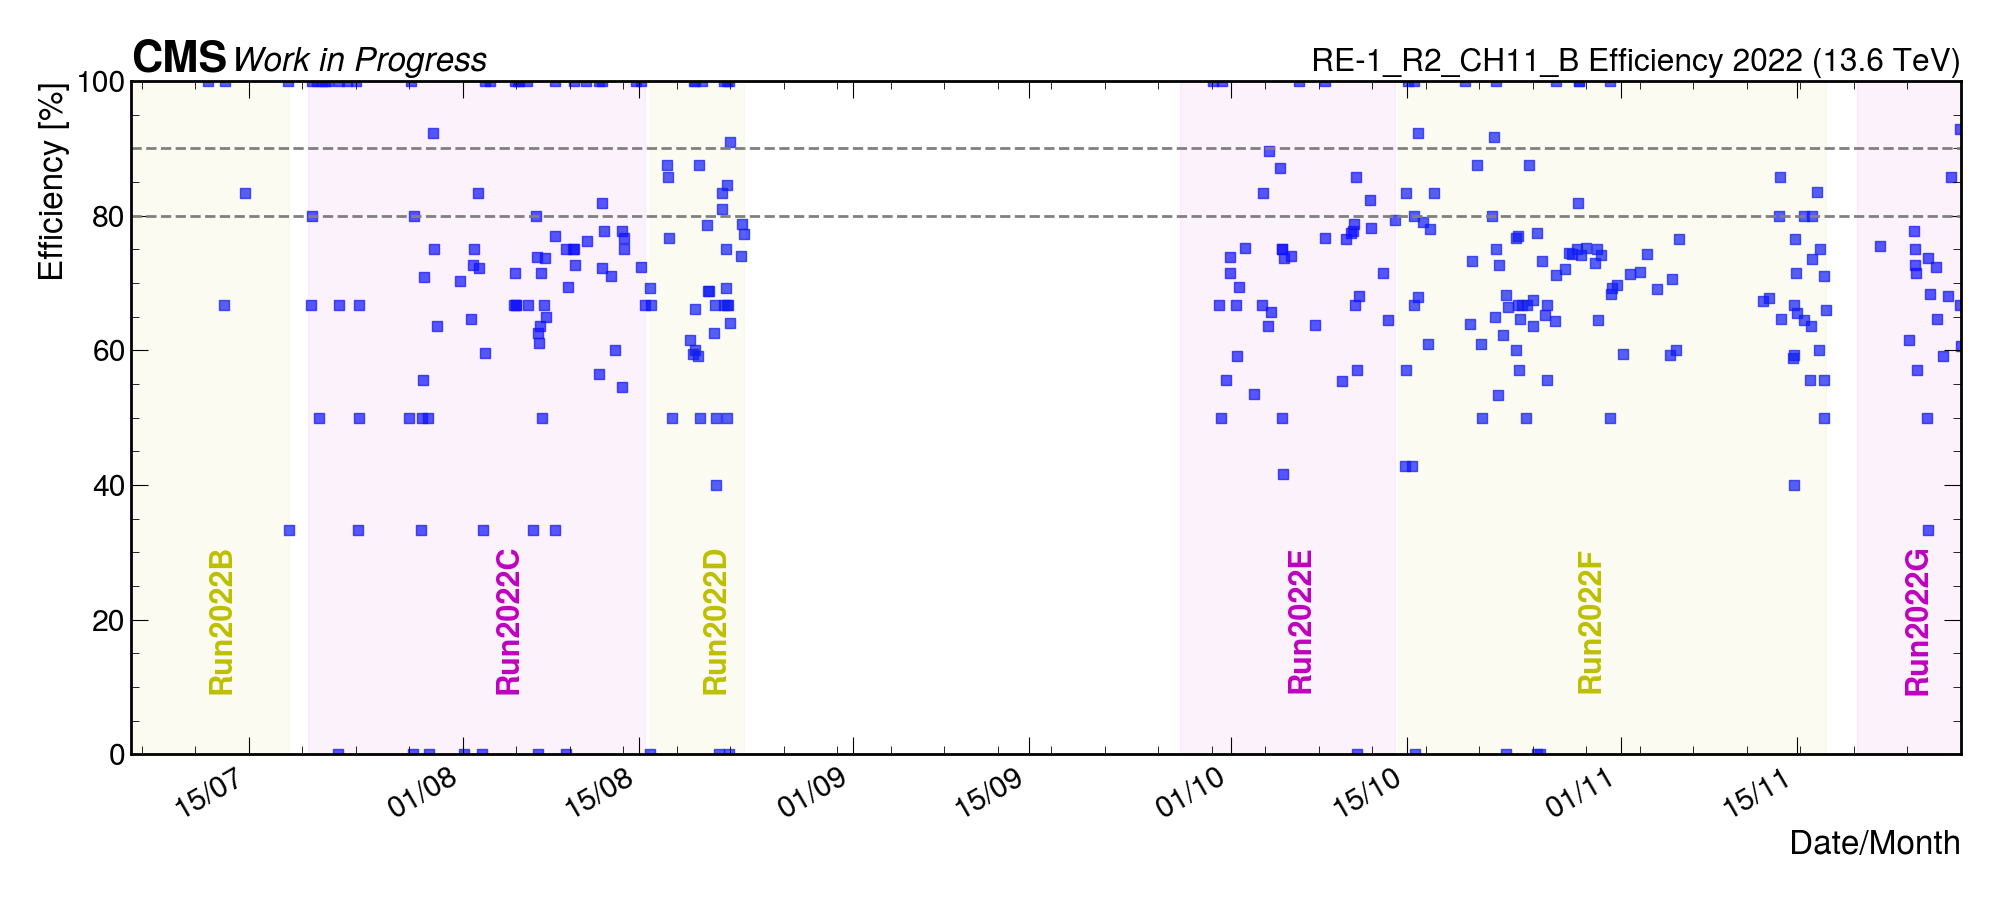 CMS Work in Progress
RE-1_R2_CH11_B Efficiency 2022 (13.6 TeV)
Efficiency [%]
100
80
60
40
20
0
Run2022B
Run2022C
Run2022D
Run2022E
Run2022F
Run2022G
15/07
01/08
15/08
01/09
15/09
01/10
15/10
01/11
15/11
Date/Month